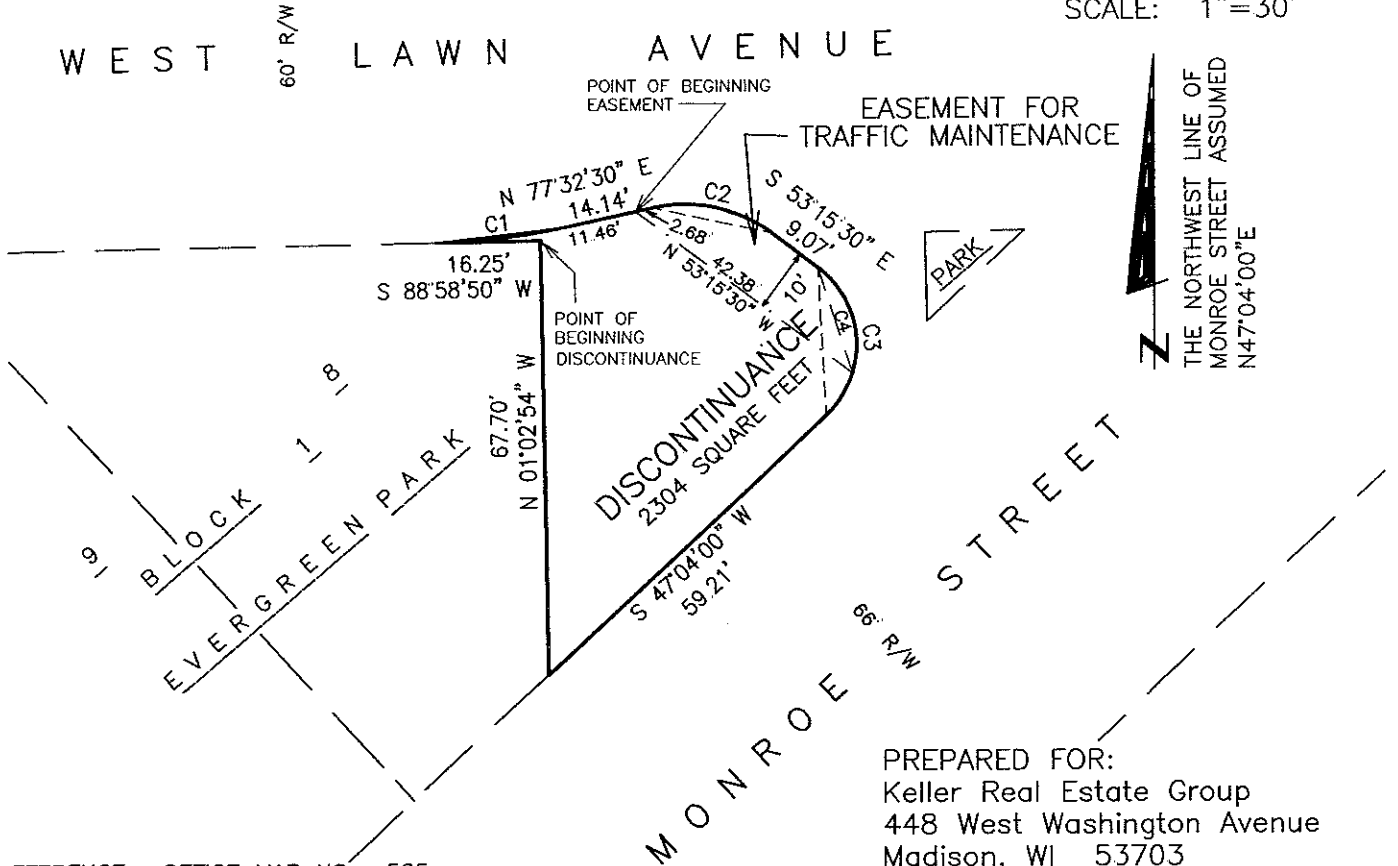 SCALE: 1"=30'
WEST LAWN AVENUE
60' R/W
POINT OF BEGINNING
EASEMENT
EASEMENT FOR
TRAFFIC MAINTENANCE
THE NORTHWEST LINE OF
MONROE STREET ASSUMED
N47°04'00"E
N
N 77°32'30" E
14.14'
C1
11.46'
C2
S 53°15'30" E
9.07'
2.68'
42.38'
N 53°15'30" W
10'
C4
C3
PARK
16.25'
S 88°58'50" W
POINT OF
BEGINNING
DISCONTINUANCE
67.70'
N 01°02'54" W
DISCONTINUANCE
2304 SQUARE FEET
S 47°04'00" W
59.21'
8
1
9
BLOCK
EVERGREEN PARK
66' R/W
MONROE STREET
PREPARED FOR:
Keller Real Estate Group
448 West Washington Avenue
Madison, WI 53703